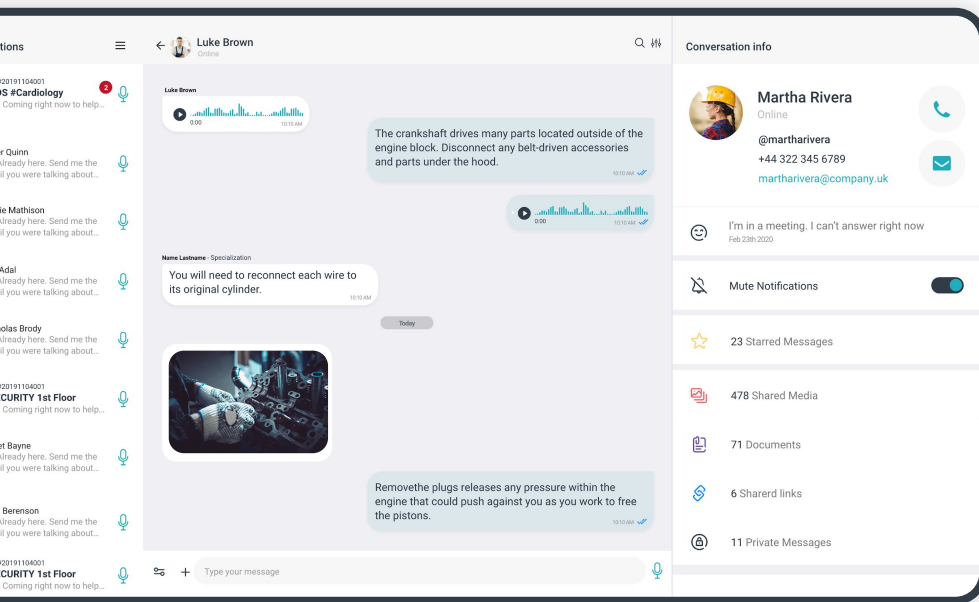 tions
#20191104001
OS #Cardiology
2
Coming right now to help...
er Quinn
Already here. Send me the
il you were talking about...
ie Mathison
Already here. Send me the
il you were talking about...
Adal
Already here. Send me the
il you were talking about...
holas Brody
Already here. Send me the
il you were talking about...
#20191104001
CURITY 1st Floor
Coming right now to help...
et Bayne
Already here. Send me the
il you were talking about...
Berenson
Already here. Send me the
il you were talking about...
#20191104001
CURITY 1st Floor
Coming right now to help...
Luke Brown
Online
Luke Brown
0:00
10:10 AM
The crankshaft drives many parts located outside of the
engine block. Disconnect any belt-driven accessories
and parts under the hood.
10:10 AM
0:00
10:10 AM
Name Lastname - Specialization
You will need to reconnect each wire to
its original cylinder.
10:10 AM
Today
Removethe plugs releases any pressure within the
engine that could push against you as you work to free
the pistons.
10:10 AM
Type your message
Conversation info
Martha Rivera
Online
@martharivera
+44 322 345 6789
martharivera@company.uk
I'm in a meeting. I can't answer right now
Feb 23th 2020
Mute Notifications
23 Starred Messages
478 Shared Media
71 Documents
6 Sharerd links
11 Private Messages